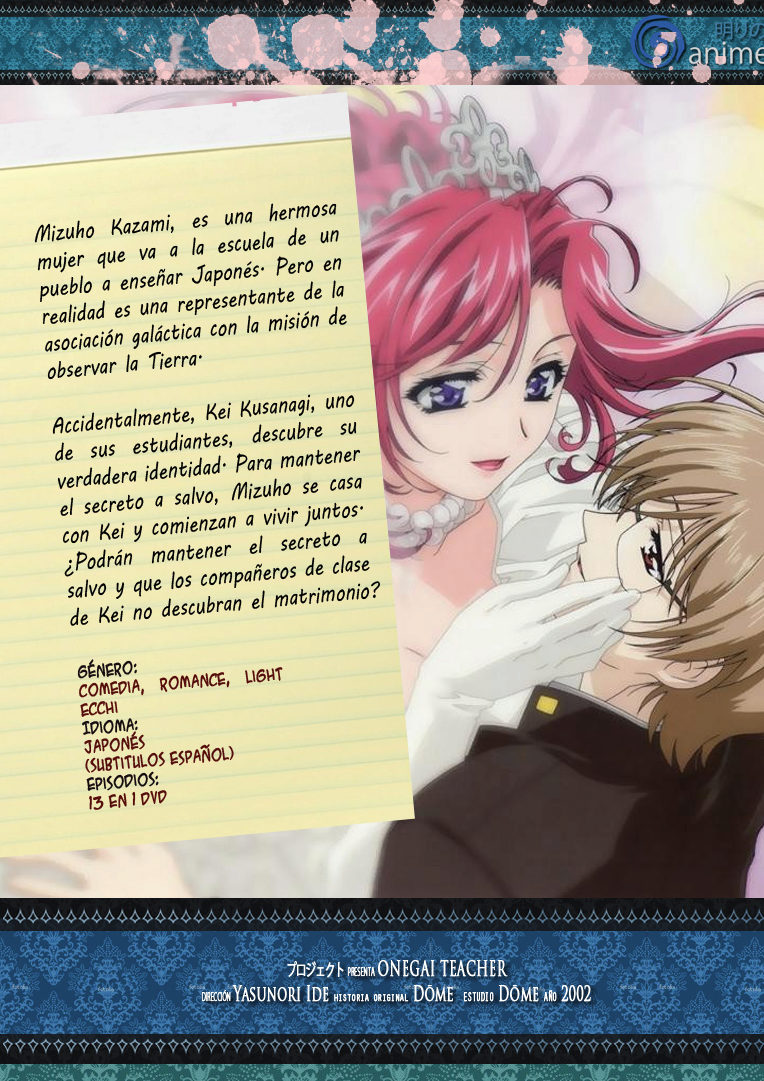 明りの
anime
Mizuho Kazami, es una hermosa
mujer que va a la escuela de un
pueblo a enseñar Japonés. Pero en
realidad es una representante de la
asociación galáctica con la misión de
observar la Tierra.
Accidentalmente, Kei Kusanagi, uno
de sus estudiantes, descubre su
verdadera identidad. Para mantener
el secreto a salvo, Mizuho se casa
con Kei y comienzan a vivir juntos.
¿Podrán mantener el secreto a
salvo y que los compañeros de clase
de Kei no descubran el matrimonio?
GÉNERO:
COMEDIA, ROMANCE, LIGHT
ECCHI
IDIOMA:
JAPONÉS
(SUBTITULOS ESPAÑOL)
EPISODIOS:
13 EN 1 DVD
プロジェクト PRESENTA ONEGAI TEACHER
DIRECCIÓN YASUNORI IDE HISTORIA ORIGINAL DŌME ESTUDIO DŌME AÑO 2002